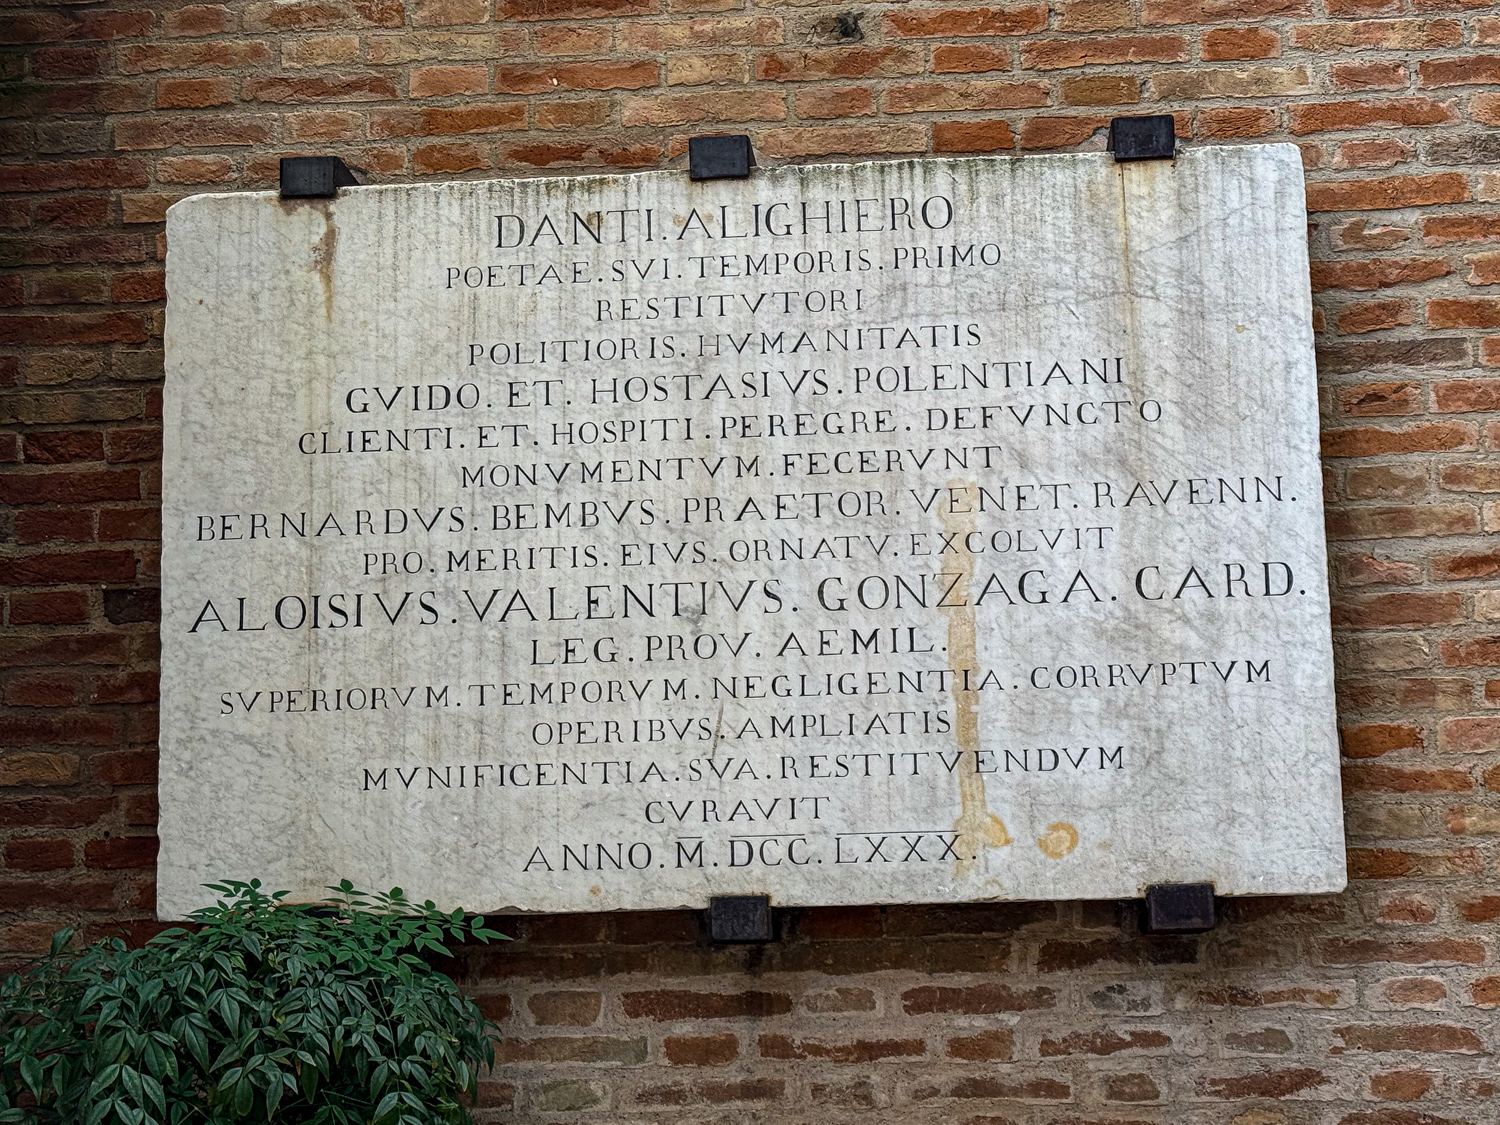 DANTI.ALIGHIERO
POETAE.SVI.TEMPORIS.PRIMO
RESTITVTORI
POLITIORIS.HVMANITATIS
GVIDO.ET.HOSTASIVS.POLENTIANI
CLIENTI.ET.HOSPITI.PEREGRE.DEFVNCTO
MONVMENTVM.FECERVNT
BERNARDVS.BEMBVS.PRAETOR.VENET.RAVENN.
PRO.MERITIS.EIVS.ORNATV.EXCOLVIT
ALOISIVS.VALENTIVS.GONZAGA.CARD.
LEG.PROV.AEMIL.
SVPERIORVM.TEMPORVM.NEGLIGENTIA.CORRVPTVM
OPERIBVS.AMPLIATIS
MVNIFICENTIA.SVA.RESTITVENDVM
CVRAVIT
ANNO.M̅.D̅C̅C̅.L̅X̅X̅X̅.